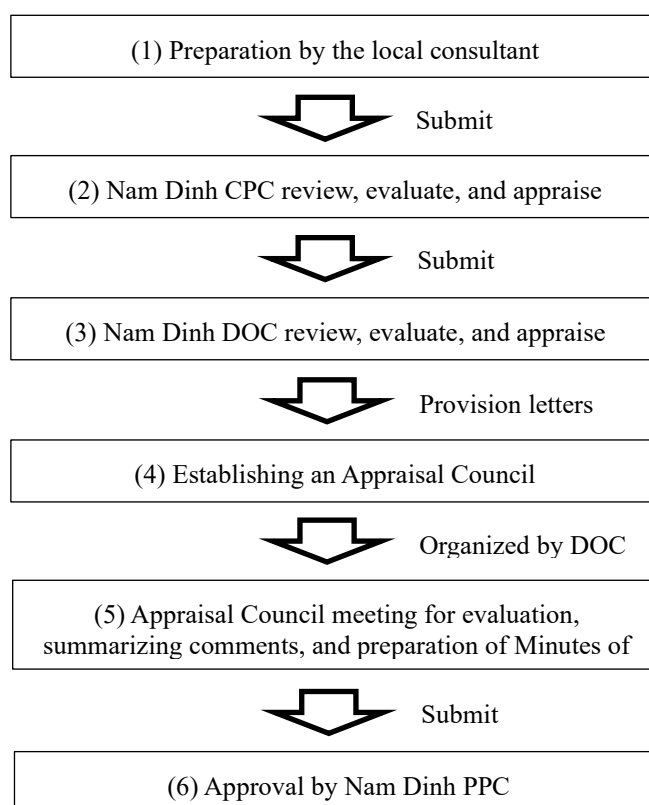 (1) Preparation by the local consultant
Submit
(2) Nam Dinh CPC review, evaluate, and appraise
Submit
(3) Nam Dinh DOC review, evaluate, and appraise
Provision letters
(4) Establishing an Appraisal Council
Organized by DOC
(5) Appraisal Council meeting for evaluation,
summarizing comments, and preparation of Minutes of
Submit
(6) Approval by Nam Dinh PPC